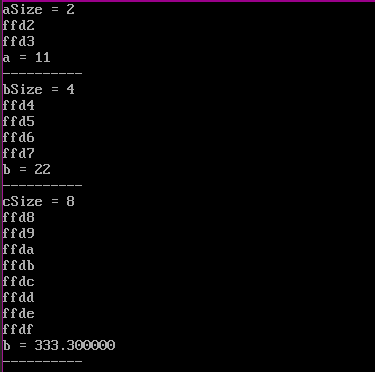 aSize = 2
ffd2
ffd3
a = 11
----------
bSize = 4
ffd4
ffd5
ffd6
ffd7
b = 22
----------
cSize = 8
ffd8
ffd9
ffda
ffdb
ffdc
ffdd
ffde
ffdf
b = 333.300000
----------